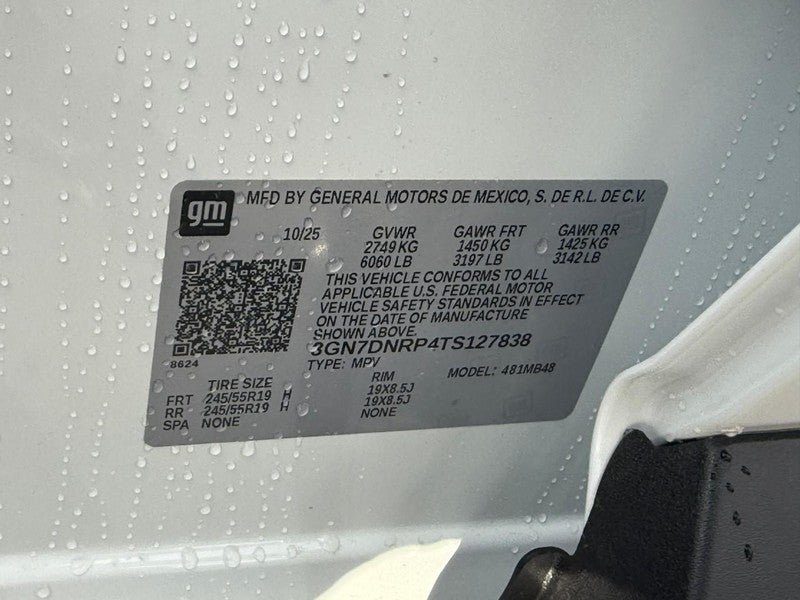 gm MFD BY GENERAL MOTORS DE MEXICO, S. DE R.L. DE C.V.
10/25 GVWR GAWR FRT GAWR RR
2749 KG 1450 KG 1425 KG
6060 LB 3197 LB 3142 LB
THIS VEHICLE CONFORMS TO ALL
APPLICABLE U.S. FEDERAL MOTOR
VEHICLE SAFETY STANDARDS IN EFFECT
ON THE DATE OF MANUFACTURE
SHOWN ABOVE.
3GN7DNRP4TS127838
8624
TYPE: MPV MODEL: 481MB48
TIRE SIZE RIM
FRT 245/55R19 H 19X8.5J
RR 245/55R19 H 19X8.5J
SPA NONE NONE